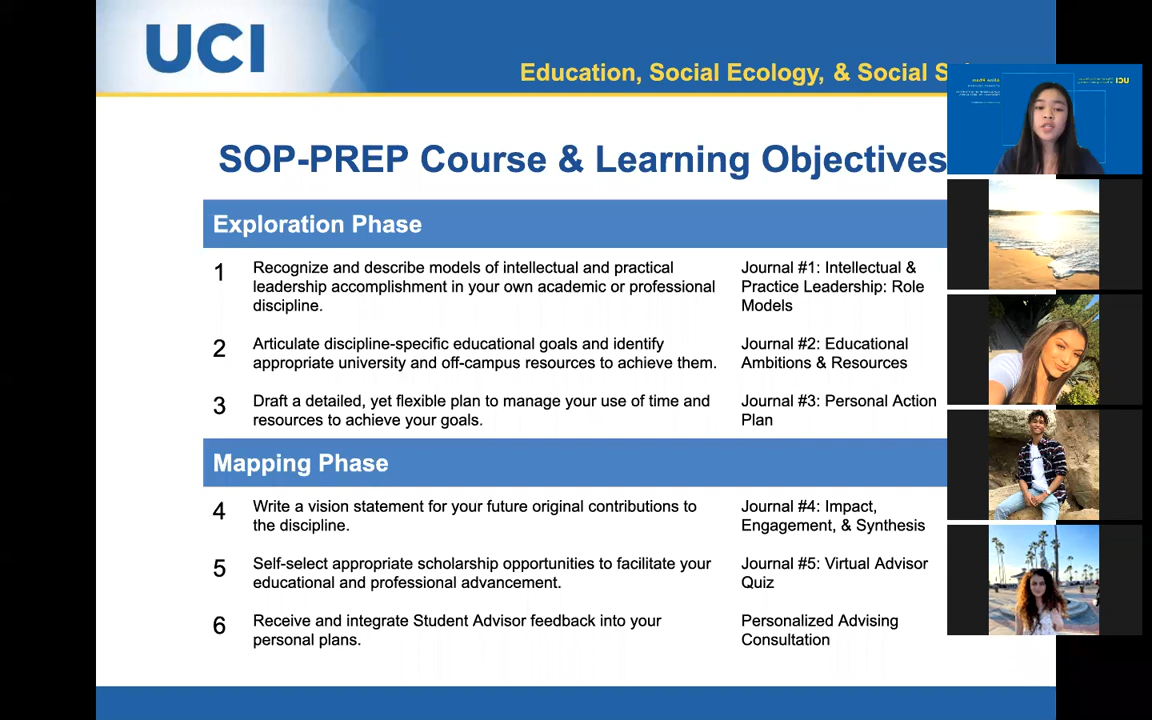 UCI
Education, Social Ecology, & Social
SOP-PREP Course & Learning Objectives
Exploration Phase
1 Recognize and describe models of intellectual and practical
leadership accomplishment in your own academic or professional
discipline.
Journal #1: Intellectual &
Practice Leadership: Role
Models
2 Articulate discipline-specific educational goals and identify
appropriate university and off-campus resources to achieve them.
Journal #2: Educational
Ambitions & Resources
3 Draft a detailed, yet flexible plan to manage your use of time and
resources to achieve your goals.
Journal #3: Personal Action
Plan
Mapping Phase
4 Write a vision statement for your future original contributions to
the discipline.
Journal #4: Impact,
Engagement, & Synthesis
5 Self-select appropriate scholarship opportunities to facilitate your
educational and professional advancement.
Journal #5: Virtual Advisor
Quiz
6 Receive and integrate Student Advisor feedback into your
personal plans.
Personalized Advising
Consultation
UCI